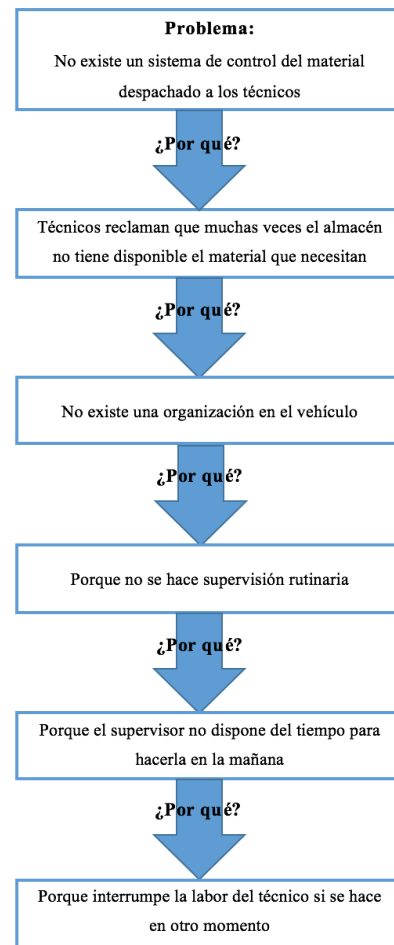 Problema:
No existe un sistema de control del material
despachado a los técnicos
¿Por qué?
Técnicos reclaman que muchas veces el almacén
no tiene disponible el material que necesitan
¿Por qué?
No existe una organización en el vehículo
¿Por qué?
Porque no se hace supervisión rutinaria
¿Por qué?
Porque el supervisor no dispone del tiempo para
hacerla en la mañana
¿Por qué?
Porque interrumpe la labor del técnico si se hace
en otro momento